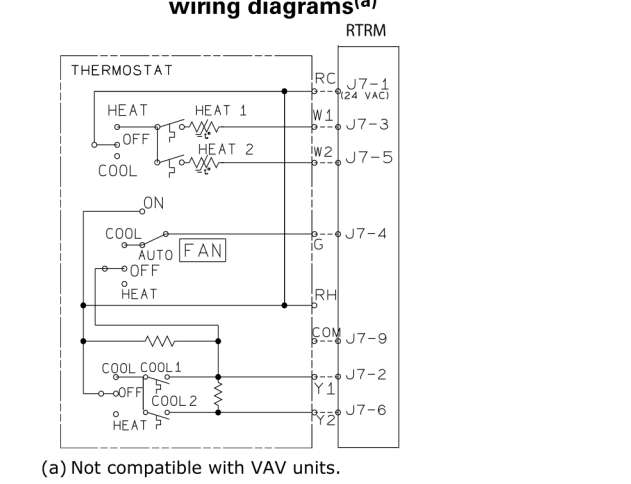 wiring diagrams(a)
RTRM
THERMOSTAT
RC
J7-1
(24 VAC)
HEAT
HEAT 1
W1
J7-3
OFF
HEAT 2
W2
J7-5
COOL
ON
COOL
J7-4
AUTO
FAN
G
OFF
HEAT
RH
COM
J7-9
COOL
COOL1
J7-2
OFF
Y1
COOL2
J7-6
HEAT
Y2
(a) Not compatible with VAV units.